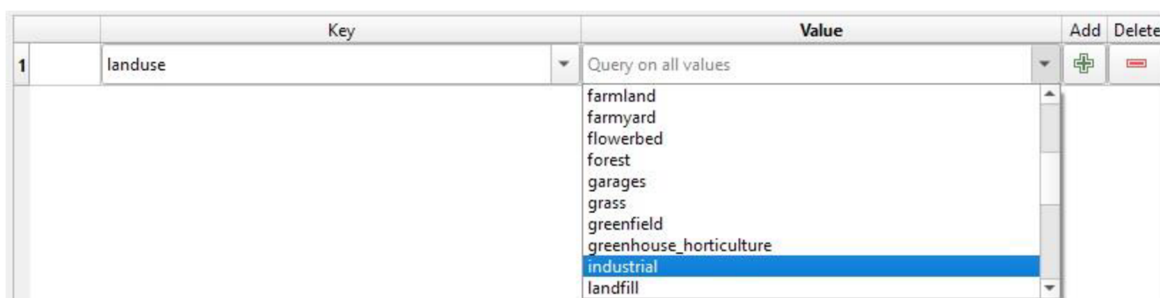 Key Value Add Delete
1 landuse Query on all values
farmland
farmyard
flowerbed
forest
garages
grass
greenfield
greenhouse_horticulture
industrial
landfill